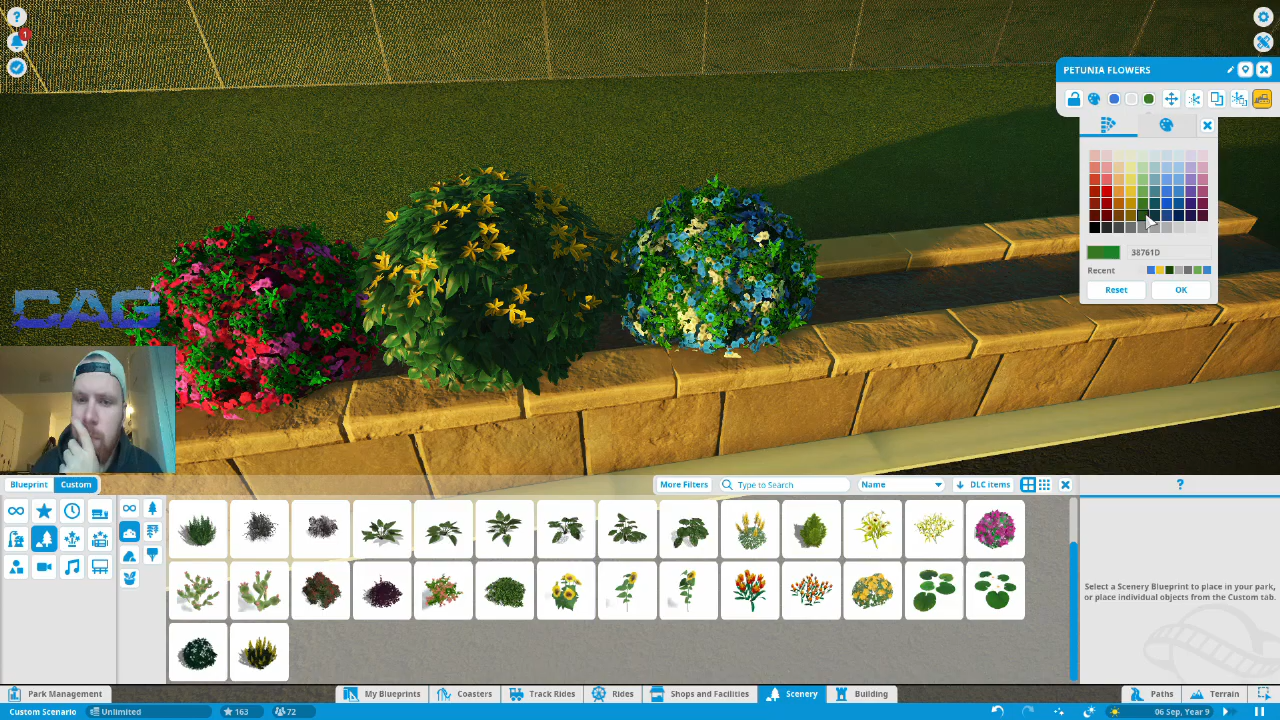 ?
1
PETUNIA FLOWERS
38761D
Recent
Reset
OK
CAG
Blueprint
Custom
More Filters
Type to Search
Name
DLC items
?
Select a Scenery Blueprint to place in your park,
or place individual objects from the Custom tab.
Park Management
My Blueprints
Coasters
Track Rides
Rides
Shops and Facilities
Scenery
Building
Paths
Terrain
Custom Scenario
Unlimited
163
72
06 Sep, Year 9